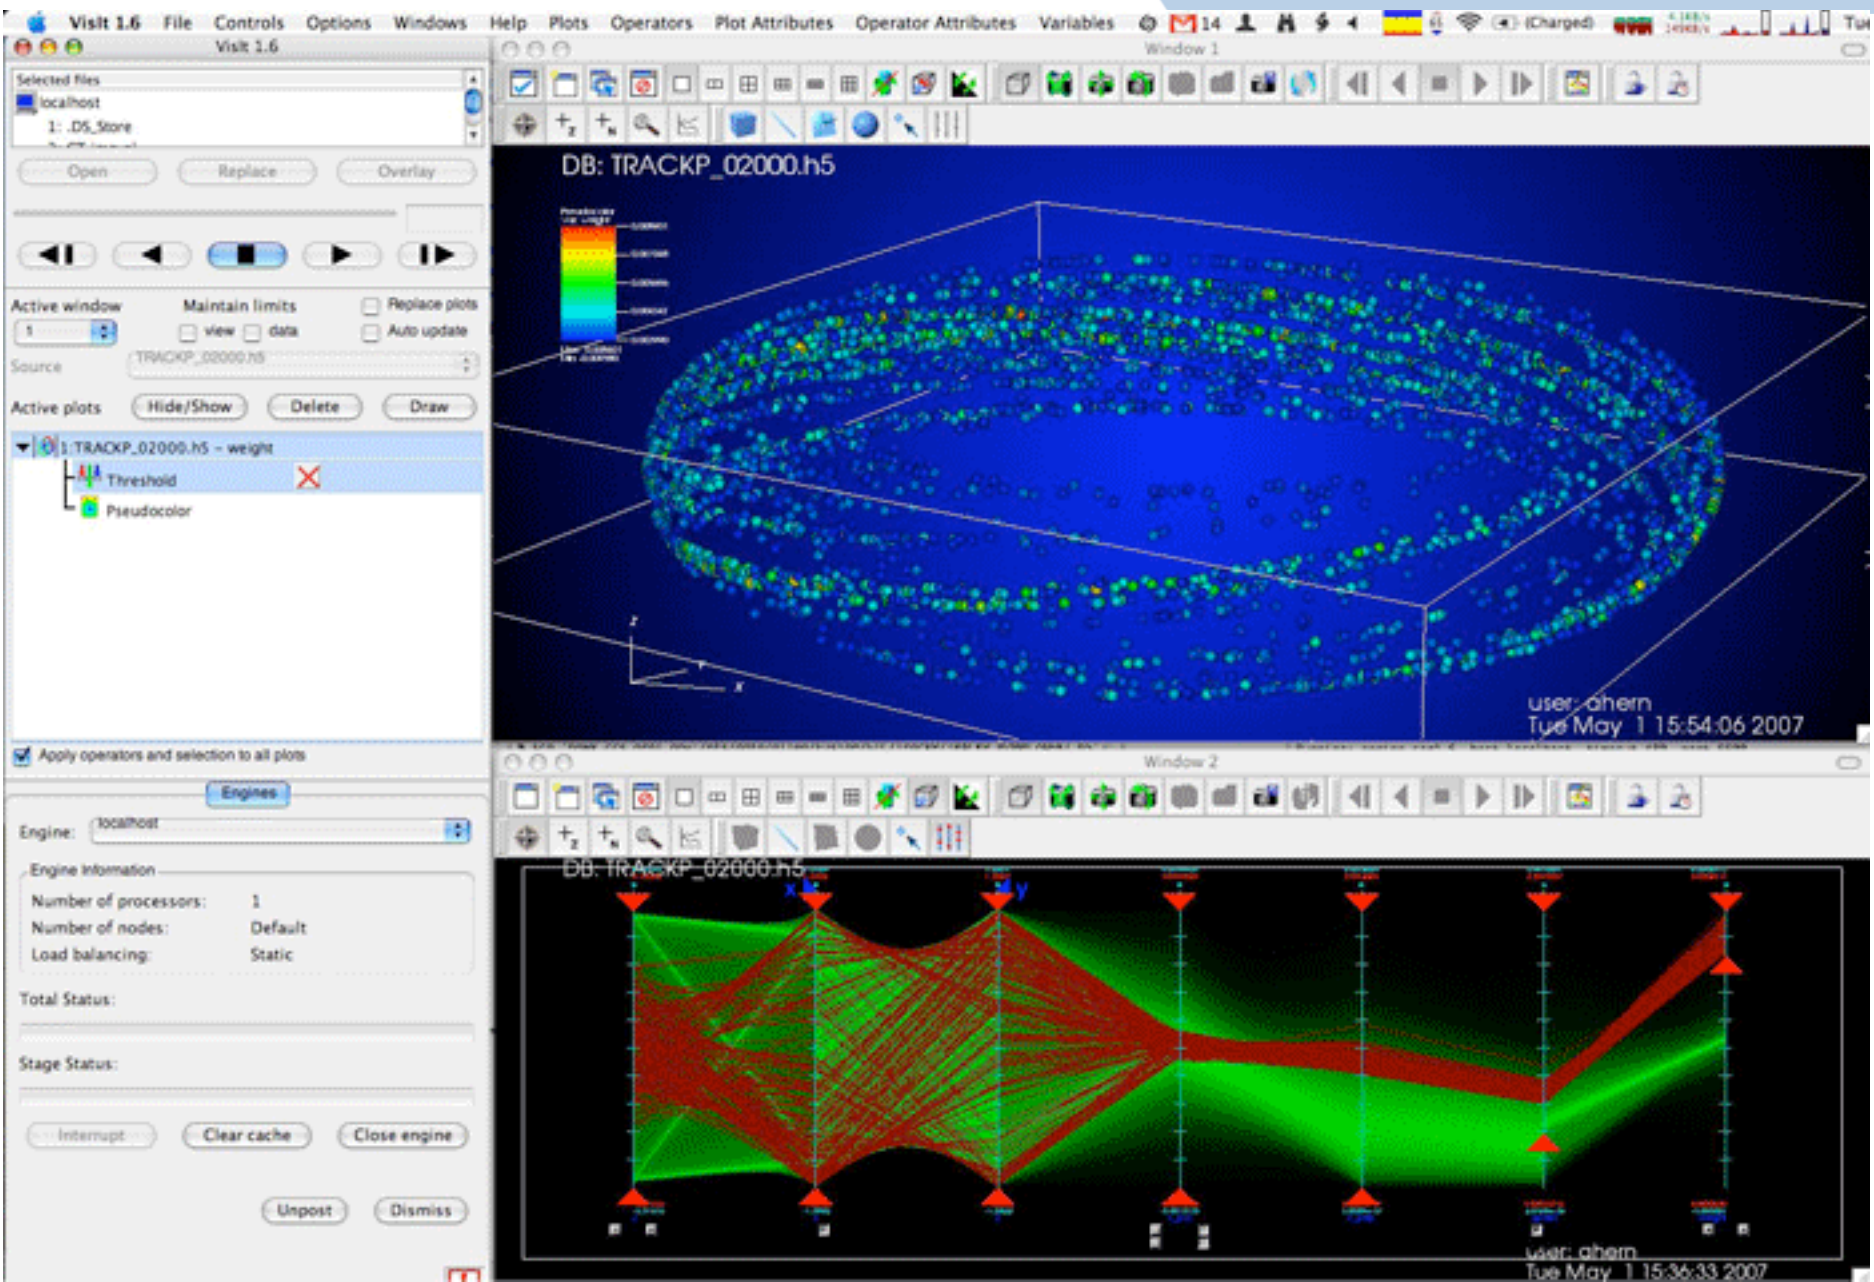 VisIt 1.6 File Controls Options Windows Help Plots Operators Plot Attributes Operator Attributes Variables 14 (Charged) Tue
VisIt 1.6
Selected files
localhost
1: .DS_Store
Open Replace Overlay
Active window Maintain limits Replace plots
1 view data Auto update
Source TRACKP_02000.h5
Active plots Hide/Show Delete Draw
1:TRACKP_02000.h5 - weight
Threshold
Pseudocolor
Apply operators and selection to all plots
Engines
Engine: localhost
Engine Information
Number of processors: 1
Number of nodes: Default
Load balancing: Static
Total Status:
Stage Status:
Interrupt Clear cache Close engine
Unpost Dismiss
Window 1
DB: TRACKP_02000.h5
Pseudocolor
Z
Y
X
user: ahern
Tue May 1 15:54:06 2007
Window 2
DB: TRACKP_02000.h5
x y
user: ahern
Tue May 1 15:36:33 2007